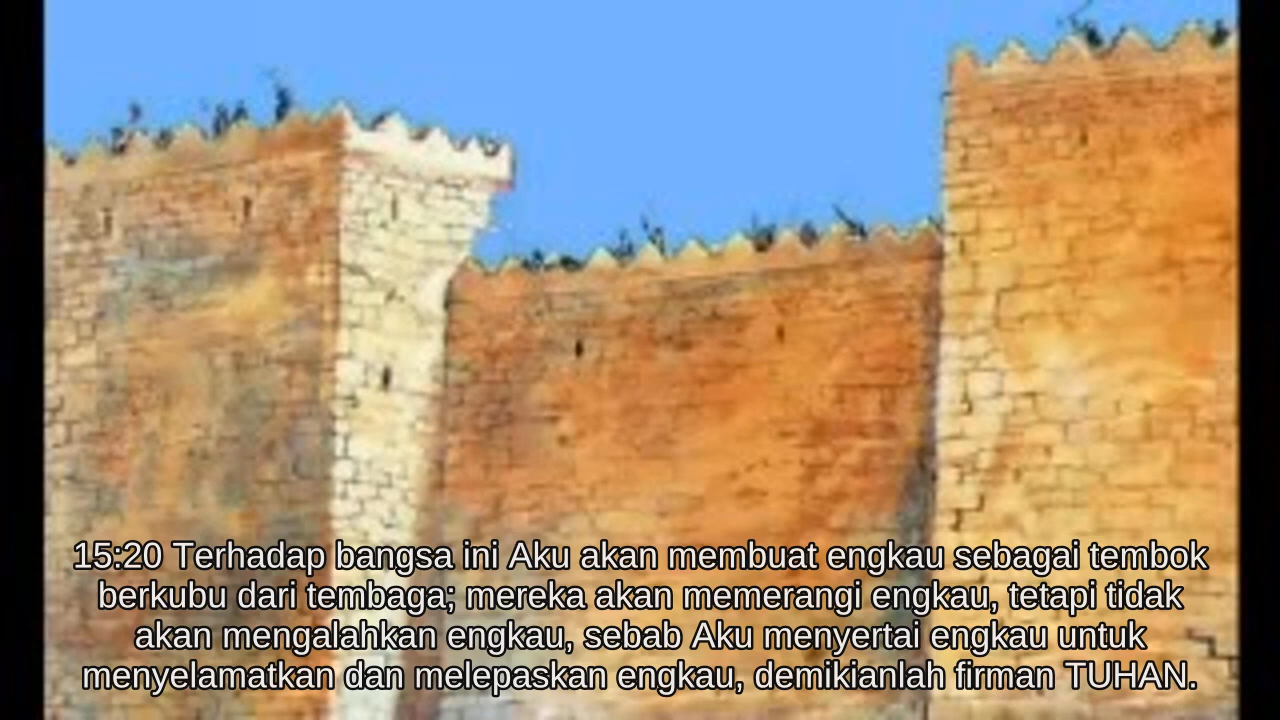 15:20 Terhadap bangsa ini Aku akan membuat engkau sebagai tembok
berkubu dari tembaga; mereka akan memerangi engkau, tetapi tidak
akan mengalahkan engkau, sebab Aku menyertai engkau untuk
menyelamatkan dan melepaskan engkau, demikianlah firman TUHAN.